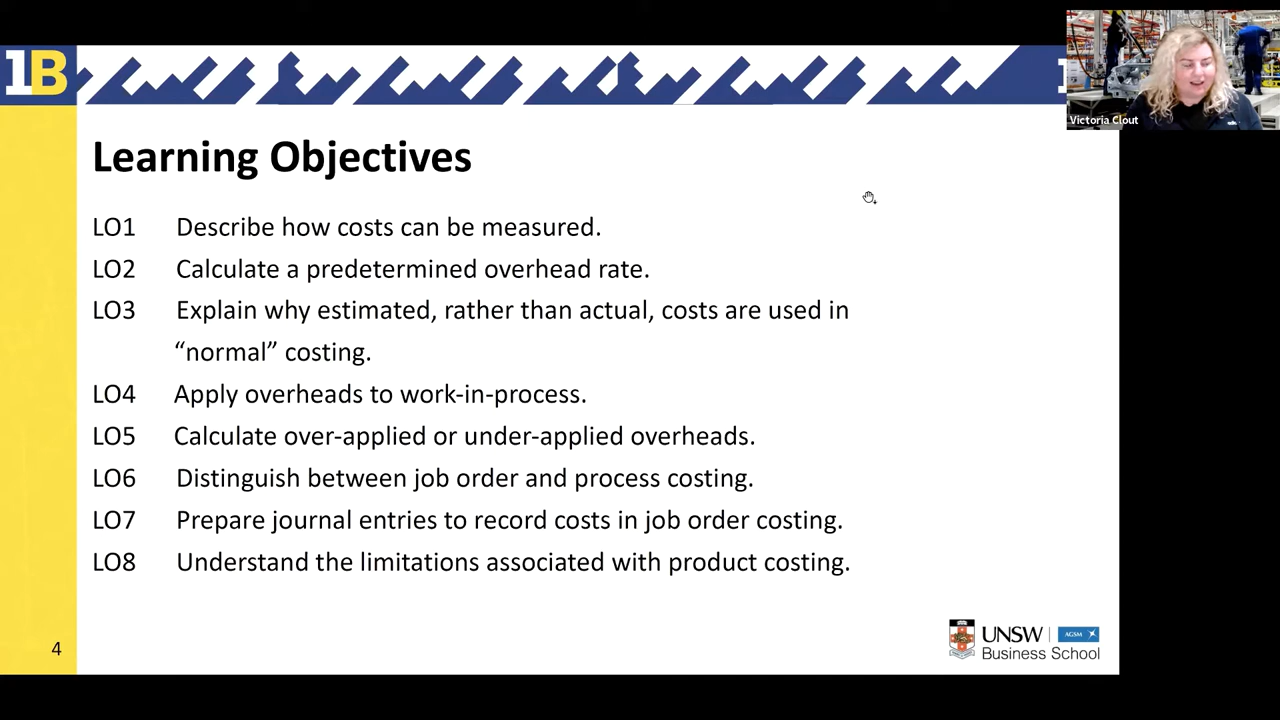 1B
1
Victoria Clout
Learning Objectives
LO1 Describe how costs can be measured.
LO2 Calculate a predetermined overhead rate.
LO3 Explain why estimated, rather than actual, costs are used in
“normal” costing.
LO4 Apply overheads to work-in-process.
LO5 Calculate over-applied or under-applied overheads.
LO6 Distinguish between job order and process costing.
LO7 Prepare journal entries to record costs in job order costing.
LO8 Understand the limitations associated with product costing.
4
UNSW AGSM
Business School